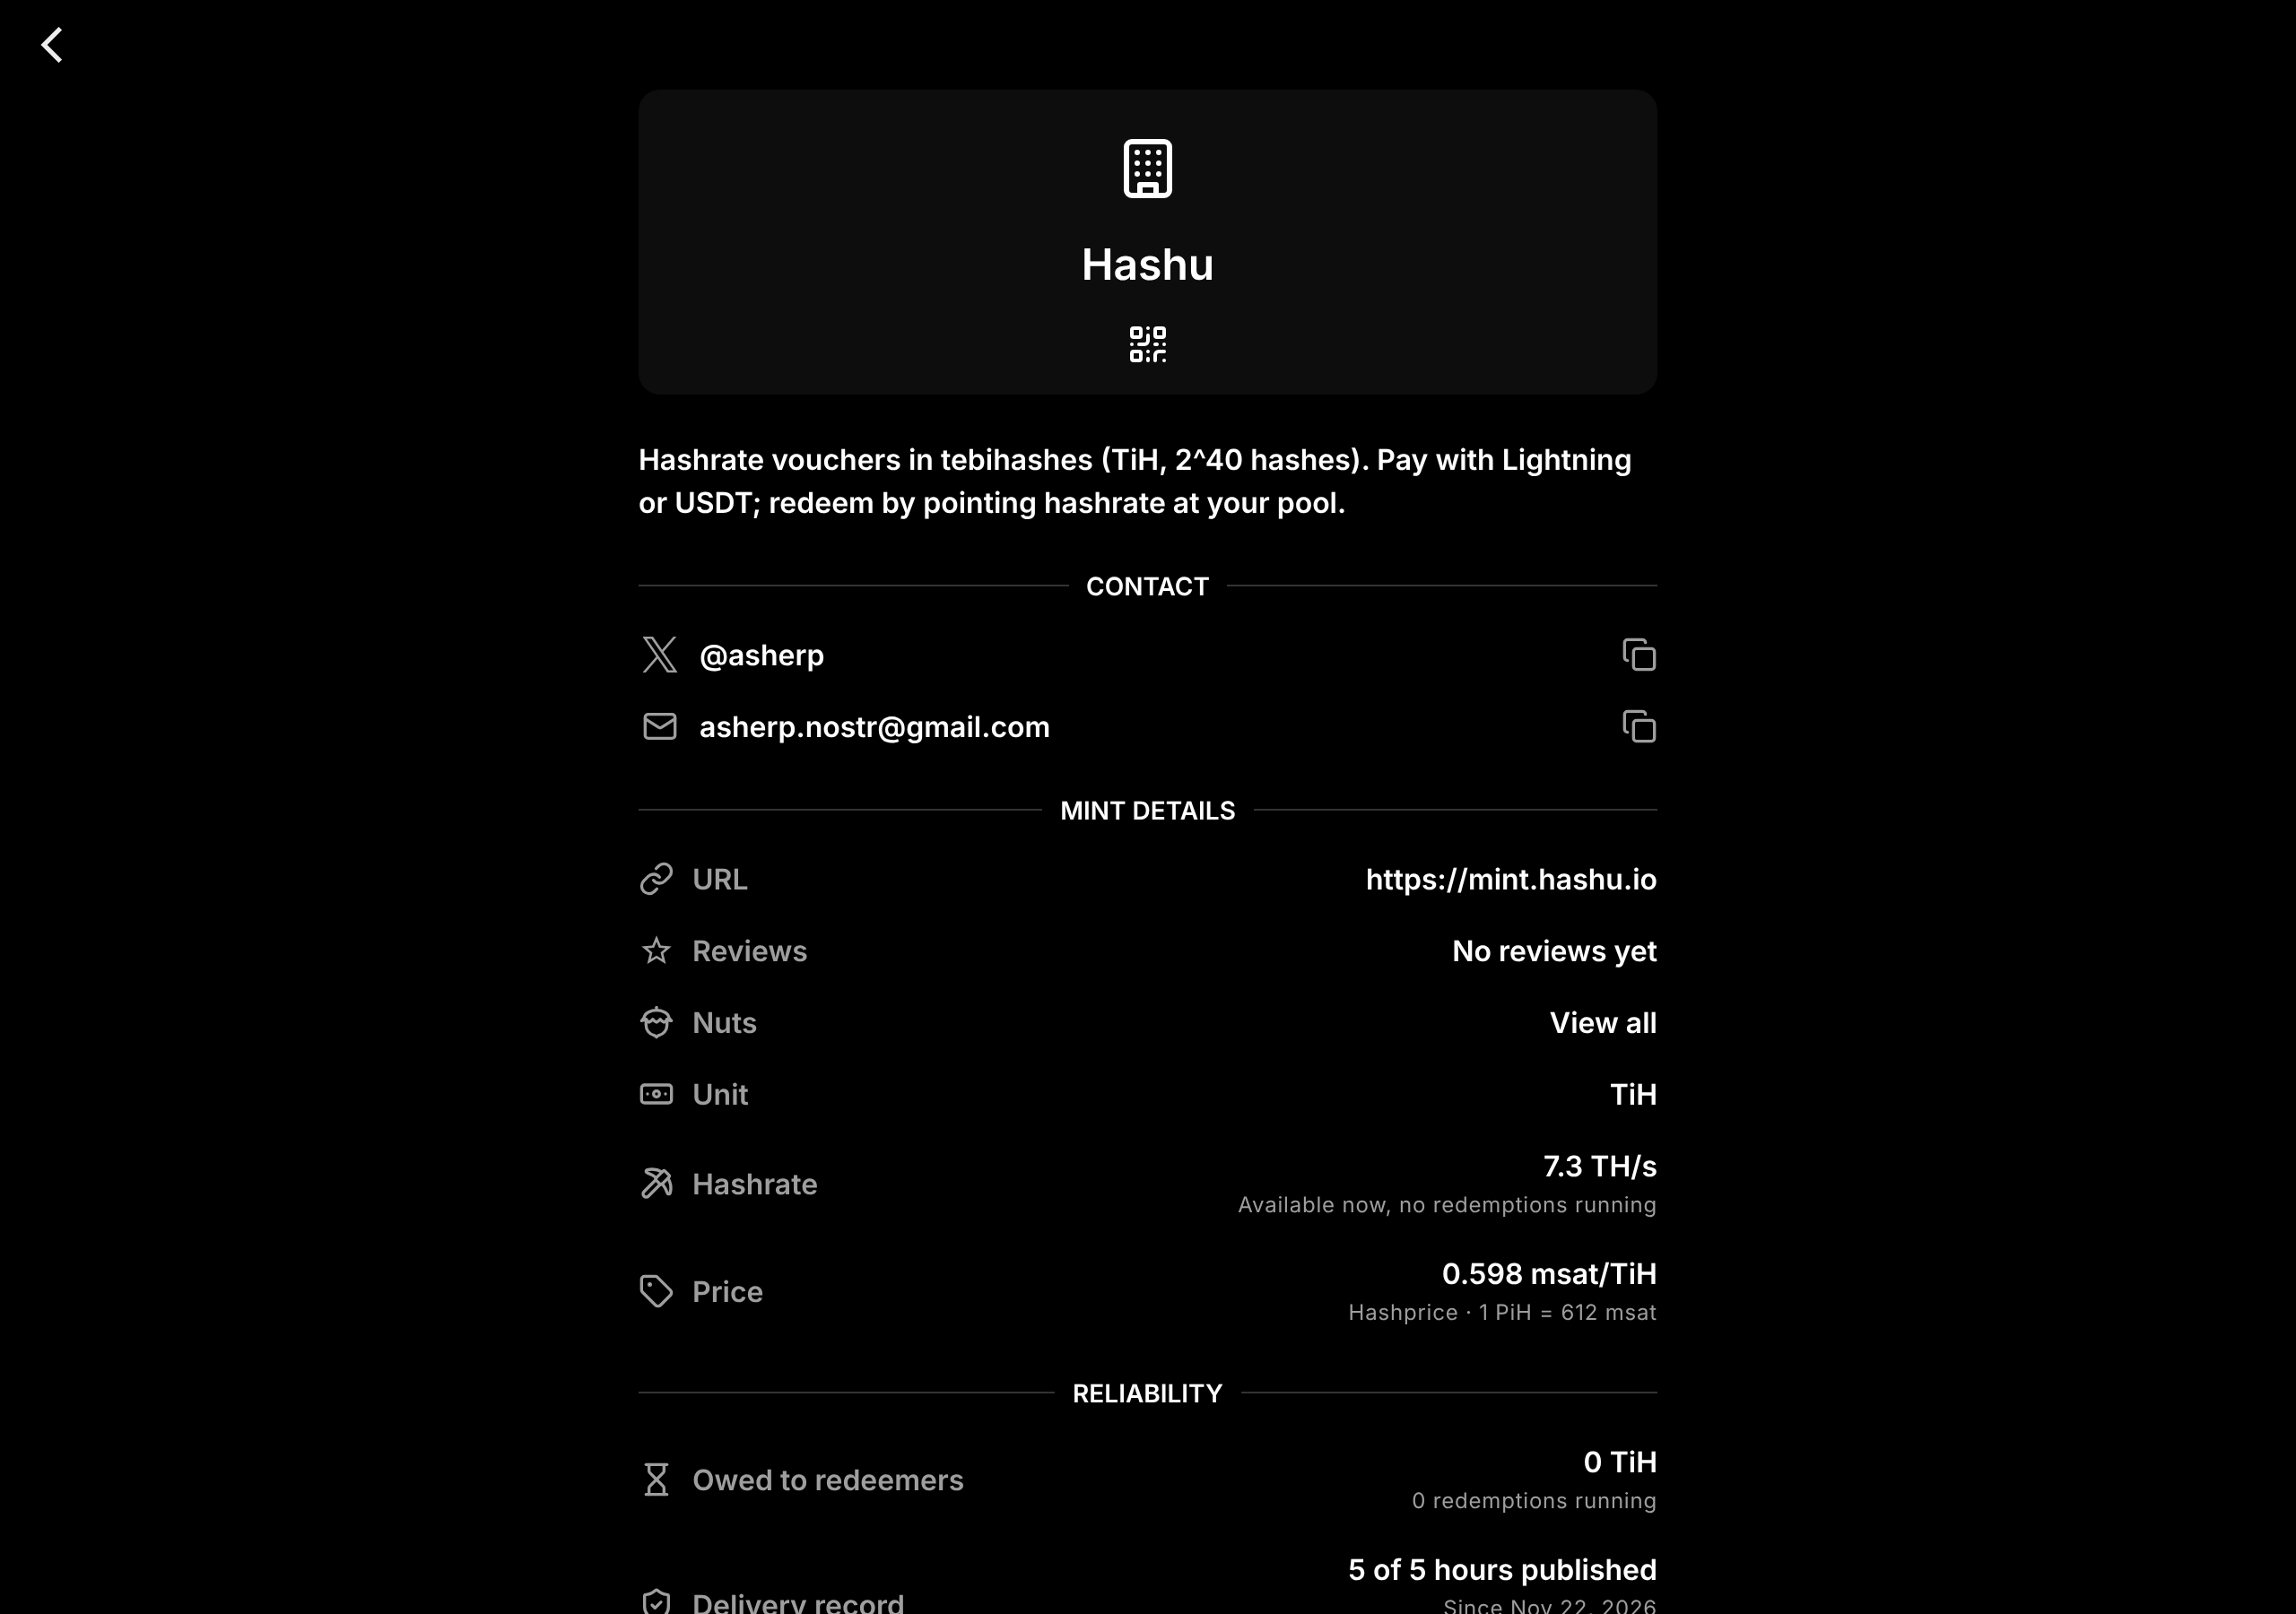 Hashu
Hashrate vouchers in tebihashes (TiH, 2^40 hashes). Pay with Lightning
or USDT; redeem by pointing hashrate at your pool.
CONTACT
@asherp
asherp.nostr@gmail.com
MINT DETAILS
URL
https://mint.hashu.io
Reviews
No reviews yet
Nuts
View all
Unit
TiH
Hashrate
7.3 TH/s
Available now, no redemptions running
Price
0.598 msat/TiH
Hashprice · 1 PiH = 612 msat
RELIABILITY
Owed to redeemers
0 TiH
0 redemptions running
Delivery record
5 of 5 hours published
Since Nov 22, 2026